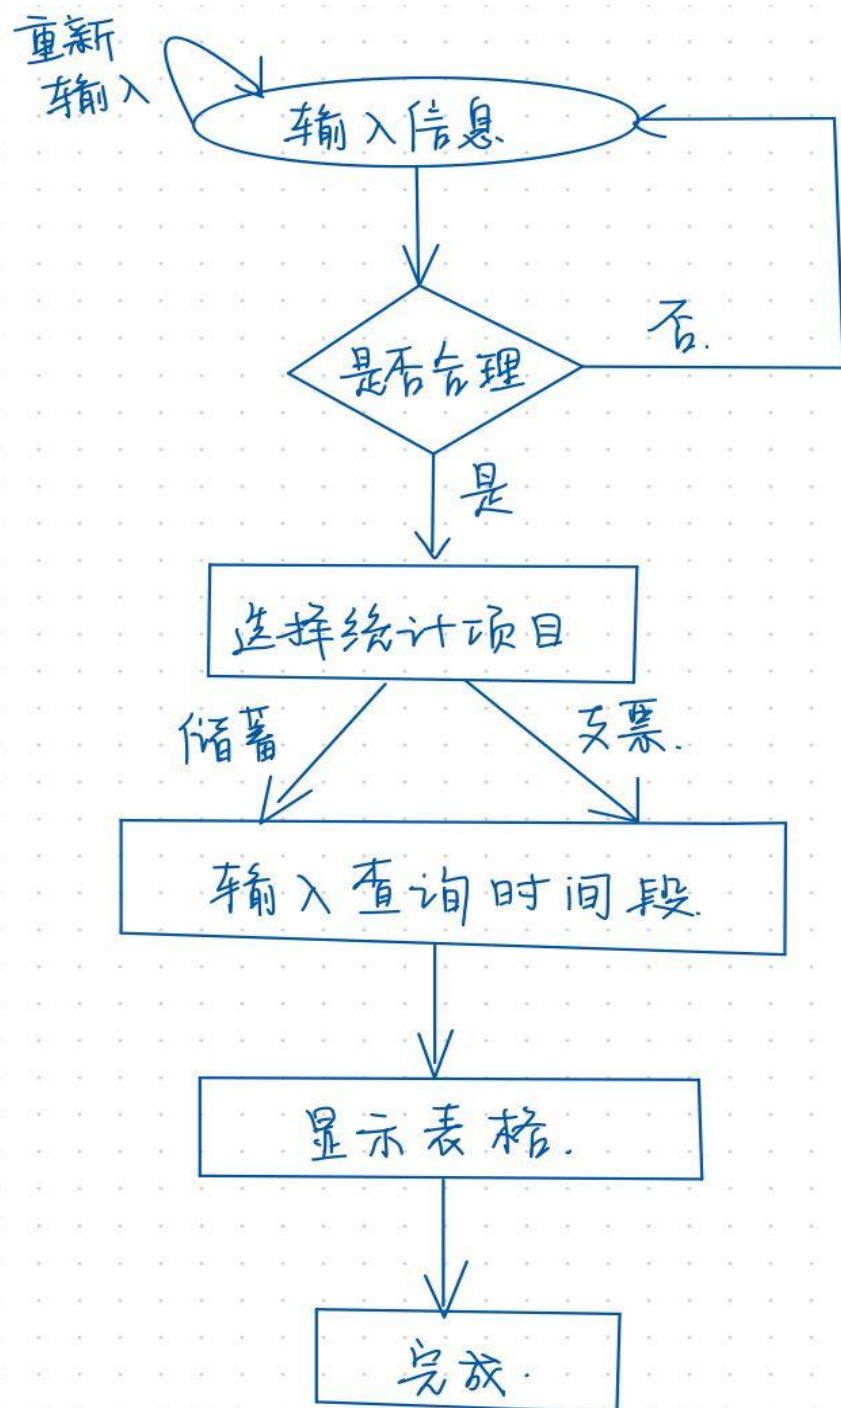 重新
输入
输入信息
是否合理
否.
是
选择统计项目
储蓄
支票.
输入查询时间段.
显示表格.
完成.